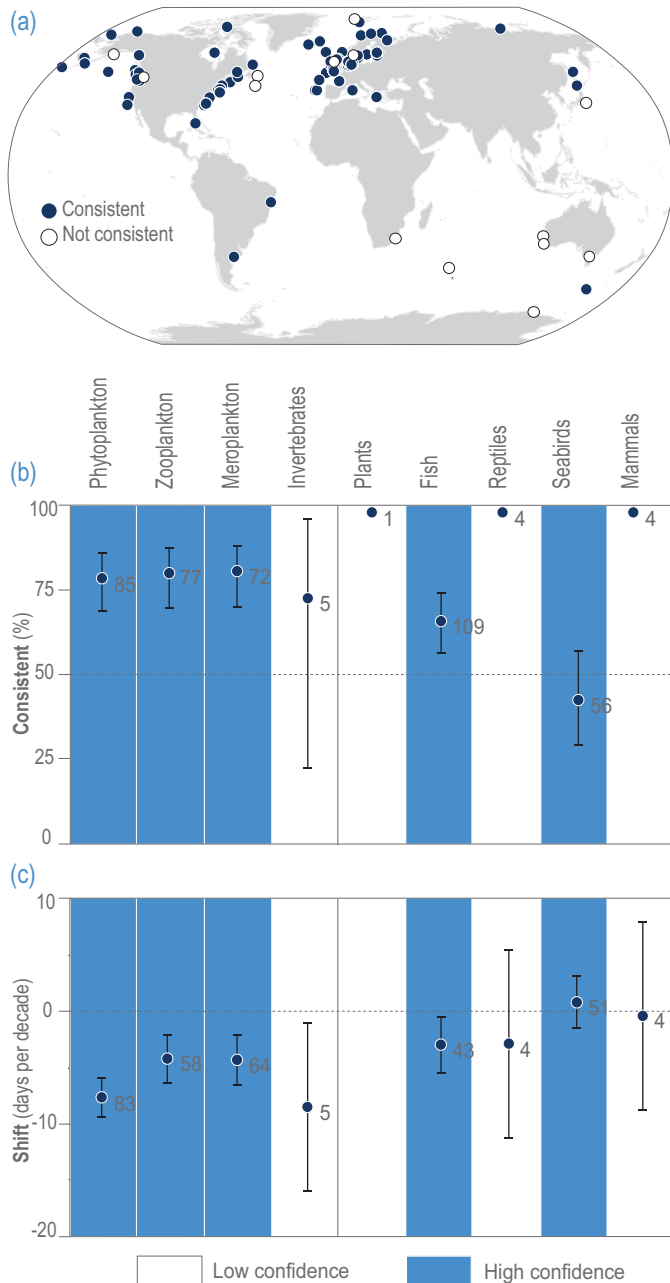 (a)
Consistent
Not consistent
Phytoplankton
Zooplankton
Meroplankton
Invertebrates
Plants
Fish
Reptiles
Seabirds
Mammals
(b)
Consistent (%)
100
75
50
25
0
85
77
72
5
1
109
4
56
4
(c)
Shift (days per decade)
10
0
-10
-20
83
58
64
5
43
4
51
4
Low confidence
High confidence